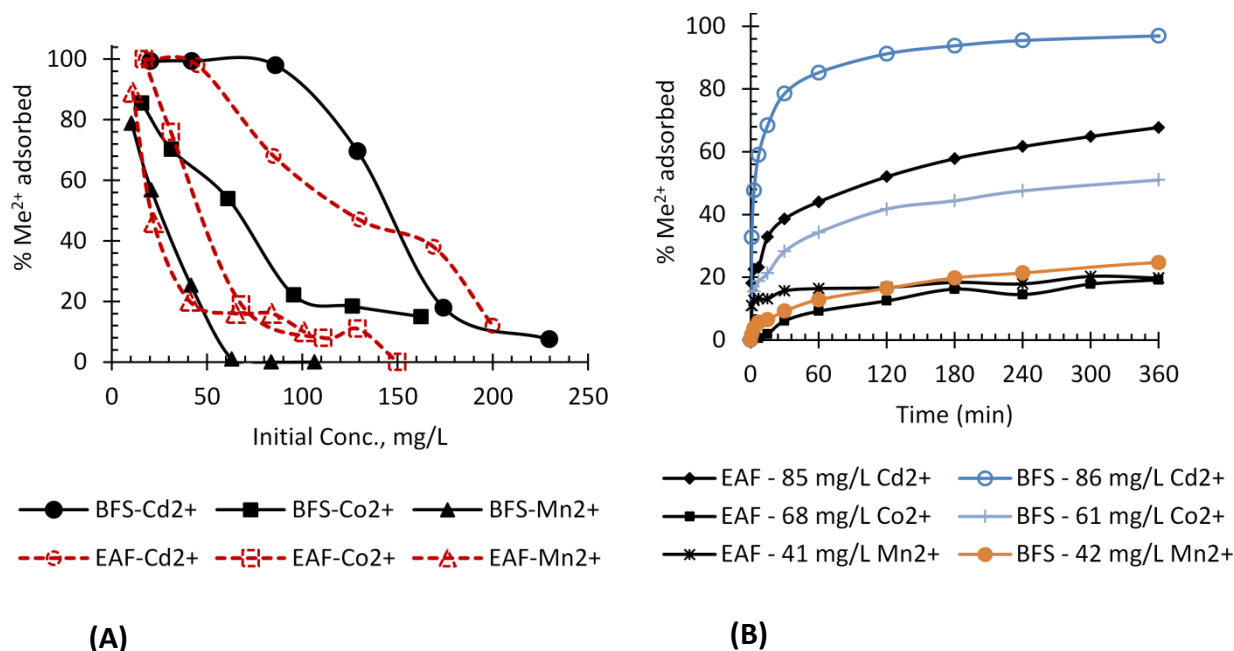 % Me²⁺ adsorbed
100
80
60
40
20
0
0 50 100 150 200 250
Initial Conc., mg/L
BFS-Cd2+ BFS-Co2+ BFS-Mn2+
EAF-Cd2+ EAF-Co2+ EAF-Mn2+
(A)
% Me²⁺ adsorbed
100
80
60
40
20
0
0 60 120 180 240 300 360
Time (min)
EAF - 85 mg/L Cd2+ BFS - 86 mg/L Cd2+
EAF - 68 mg/L Co2+ BFS - 61 mg/L Co2+
EAF - 41 mg/L Mn2+ BFS - 42 mg/L Mn2+
(B)